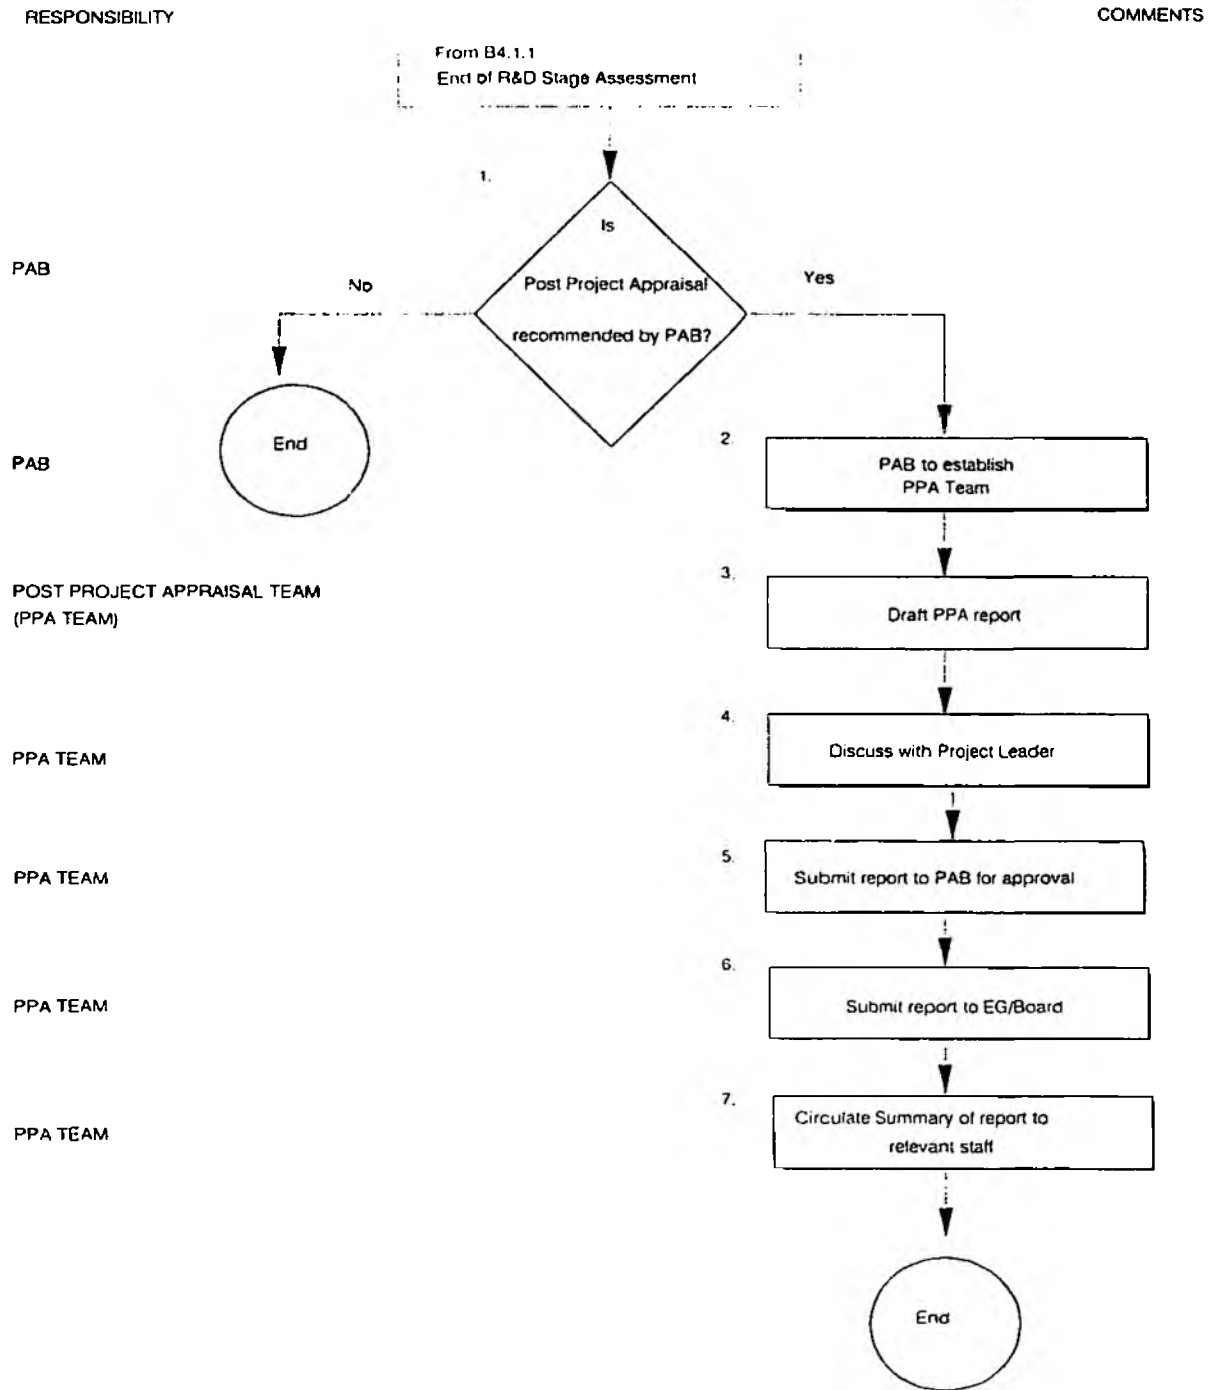 RESPONSIBILITY
COMMENTS
From B4.1.1
End of R&D Stage Assessment
1.
Is
Post Project Appraisal
recommended by PAB?
PAB
No
Yes
End
PAB
2.
PAB to establish
PPA Team
POST PROJECT APPRAISAL TEAM
(PPA TEAM)
3.
Draft PPA report
PPA TEAM
4.
Discuss with Project Leader
PPA TEAM
5.
Submit report to PAB for approval
PPA TEAM
6.
Submit report to EG/Board
PPA TEAM
7.
Circulate Summary of report to
relevant staff
End